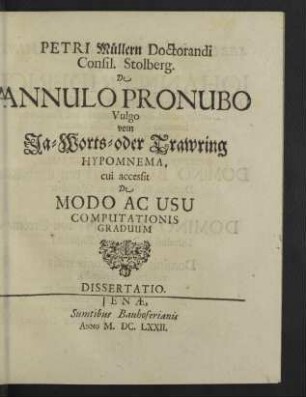 PETRI Müllern Doctorandi
Consil. Stolberg.
De
ANNULO PRONUBO
Vulgo
vom
Ja-Worts-oder Trawring
HYPOMNEMA,
cui accessit
De
MODO AC USU
COMPUTATIONIS
GRADUUM
DISSERTATIO.
JENÆ,
Sumtibus Bauhoferianis
Anno M. DC. LXXII.